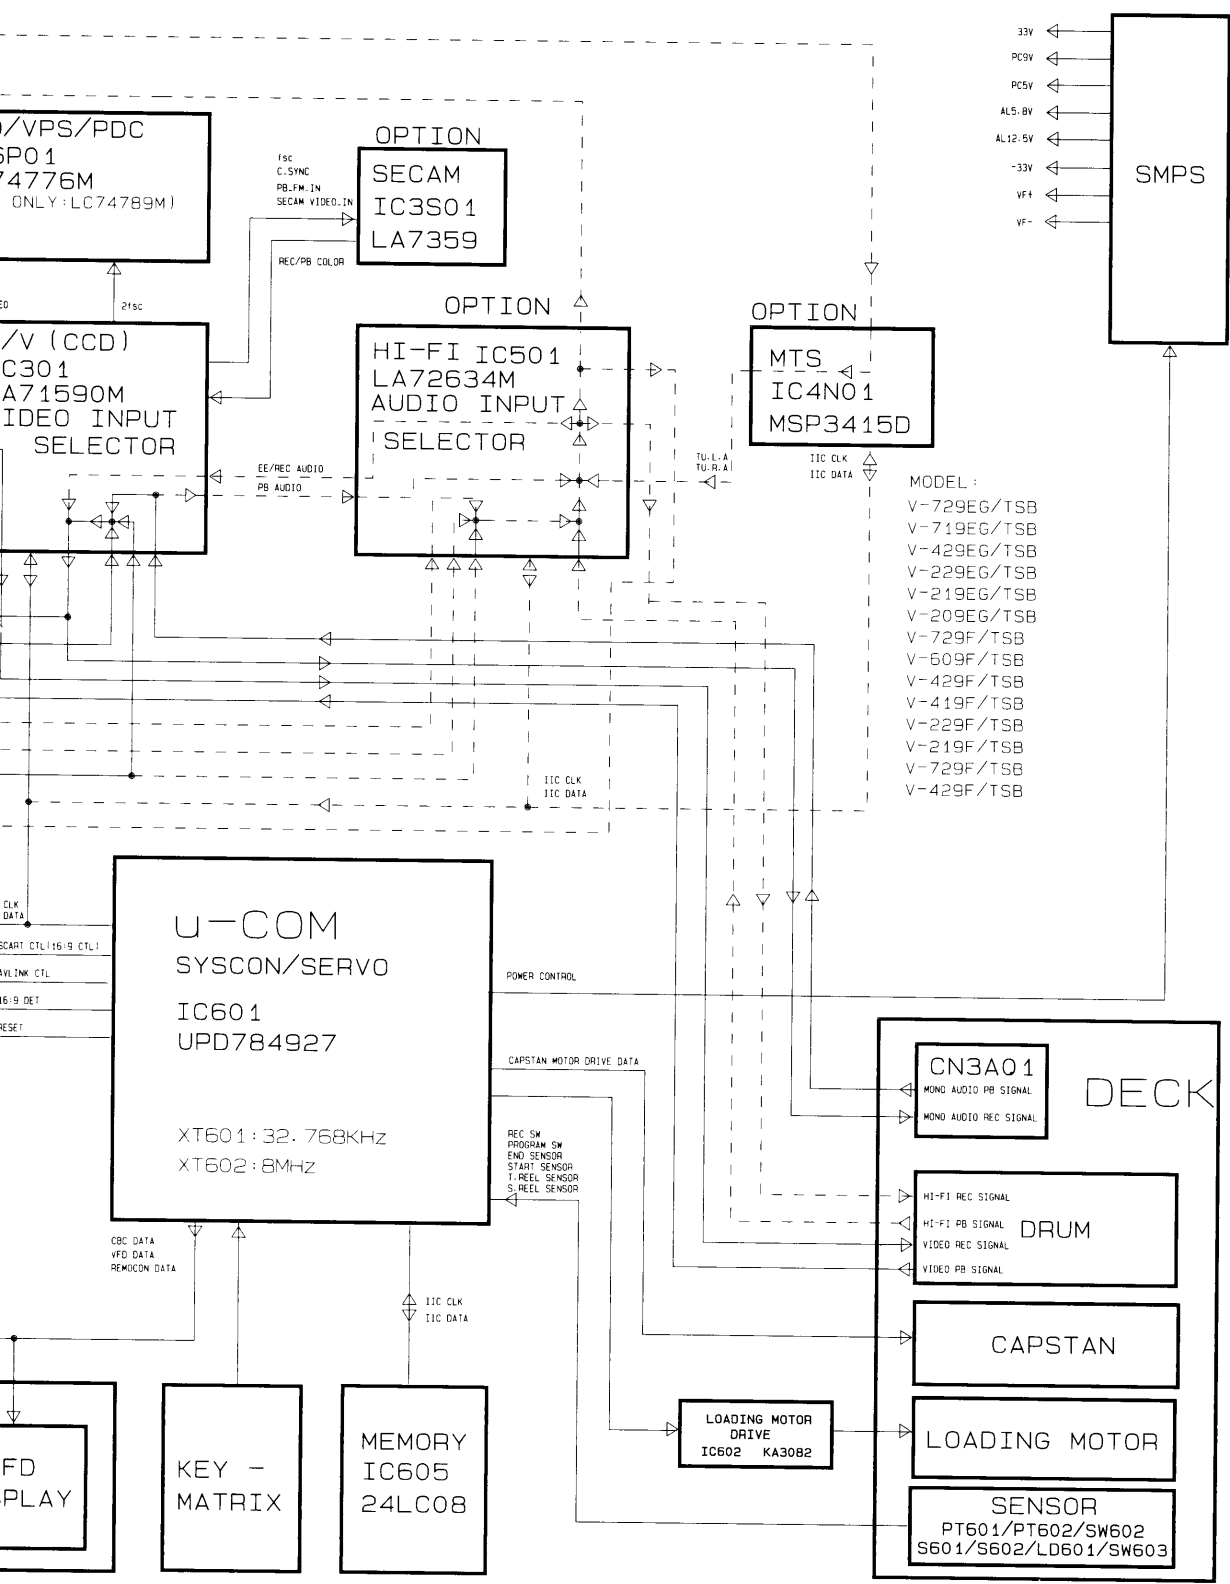 33V
PC9V
PC5V
AL5.8V
AL12.5V
-33V
VF+
VF-
SMPS
/VPS/PDC
P01
74776M
ONLY:LC74789M)
OPTION
fsc
C.SYNC
PB-FM-IN
SECAM VIDEO-IN
SECAM
IC3S01
LA7359
REC/PB COLOR
2fsc
/V (CCD)
C301
A71590M
IDEO INPUT
SELECTOR
OPTION
HI-FI IC501
LA72634M
AUDIO INPUT
SELECTOR
OPTION
MTS
IC4N01
MSP3415D
EE/REC AUDIO
PB AUDIO
TU.L.A
TU.R.A
IIC CLK
IIC DATA
MODEL :
V-729EG/TSB
V-719EG/TSB
V-429EG/TSB
V-229EG/TSB
V-219EG/TSB
V-209EG/TSB
V-729F/TSB
V-609F/TSB
V-429F/TSB
V-419F/TSB
V-229F/TSB
V-219F/TSB
V-729F/TSB
V-429F/TSB
IIC CLK
IIC DATA
CLK
DATA
SCART CTL(16:9 CTL)
AVLINK CTL
16:9 DET
RESET
u-COM
SYSCON/SERVO
IC601
UPD784927
XT601:32.768KHz
XT602:8MHz
POWER CONTROL
CAPSTAN MOTOR DRIVE DATA
REC SW
PROGRAM SW
END SENSOR
START SENSOR
T.REEL SENSOR
S.REEL SENSOR
CBC DATA
VFD DATA
REMOCON DATA
IIC CLK
IIC DATA
DECK
CN3A01
MONO AUDIO PB SIGNAL
MONO AUDIO REC SIGNAL
HI-FI REC SIGNAL
HI-FI PB SIGNAL
VIDEO REC SIGNAL
VIDEO PB SIGNAL
DRUM
CAPSTAN
LOADING MOTOR
DRIVE
IC602 KA3082
LOADING MOTOR
SENSOR
PT601/PT602/SW602
S601/S602/LD601/SW603
FD
PLAY
KEY -
MATRIX
MEMORY
IC605
24LC08